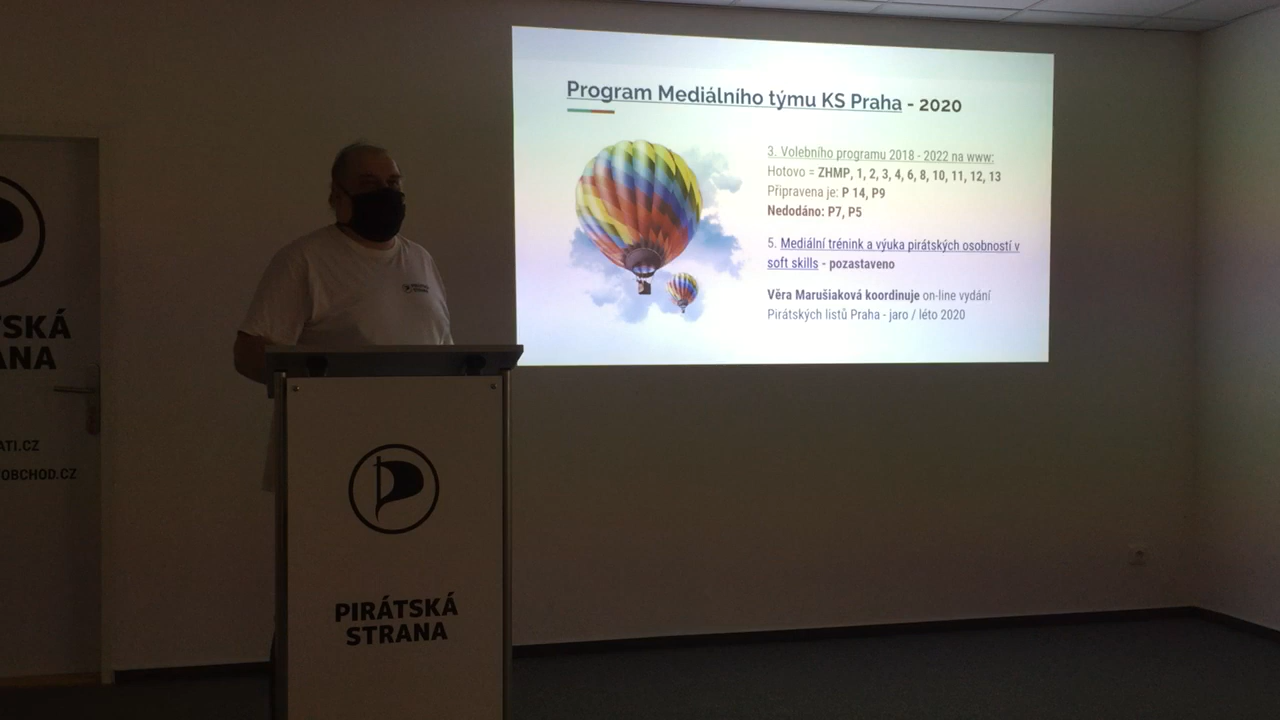 Program Mediálního týmu KS Praha - 2020
3. Volebního programu 2018 - 2022 na www:
Hotovo = ZHMP, 1, 2, 3, 4, 6, 8, 10, 11, 12, 13
Připravena je: P 14, P9
Nedodáno: P7, P5
5. Mediální trénink a výuka pirátských osobností v
soft skills - pozastaveno
Věra Marušiaková koordinuje on-line vydání
Pirátských listů Praha - jaro / léto 2020
TSKÁ
ANA
ATI.CZ
OBCHOD.CZ
PIRÁTSKÁ
STRANA
PIRÁTSKÁ
STRANA